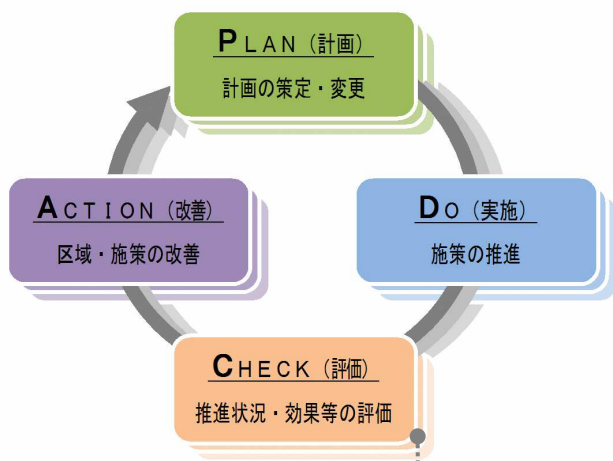 PLAN（計画）
計画の策定・変更
ACTION（改善）
区域・施策の改善
DO（実施）
施策の推進
CHECK（評価）
推進状況・効果等の評価